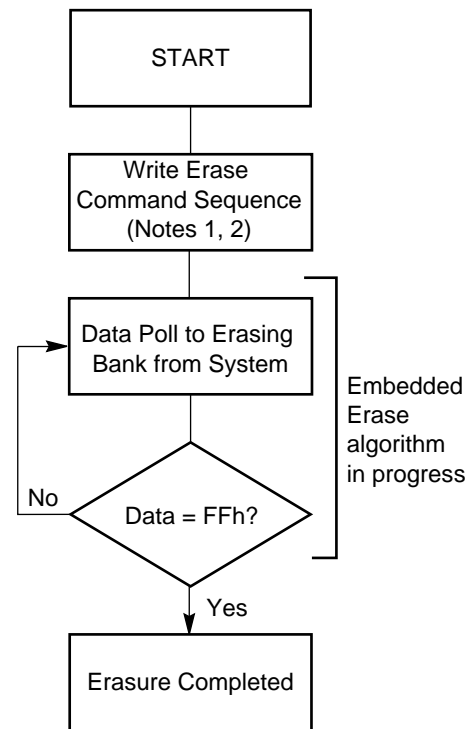 START
Write Erase
Command Sequence
(Notes 1, 2)
Data Poll to Erasing
Bank from System
Embedded
Erase
algorithm
in progress
No
Data = FFh?
Yes
Erasure Completed